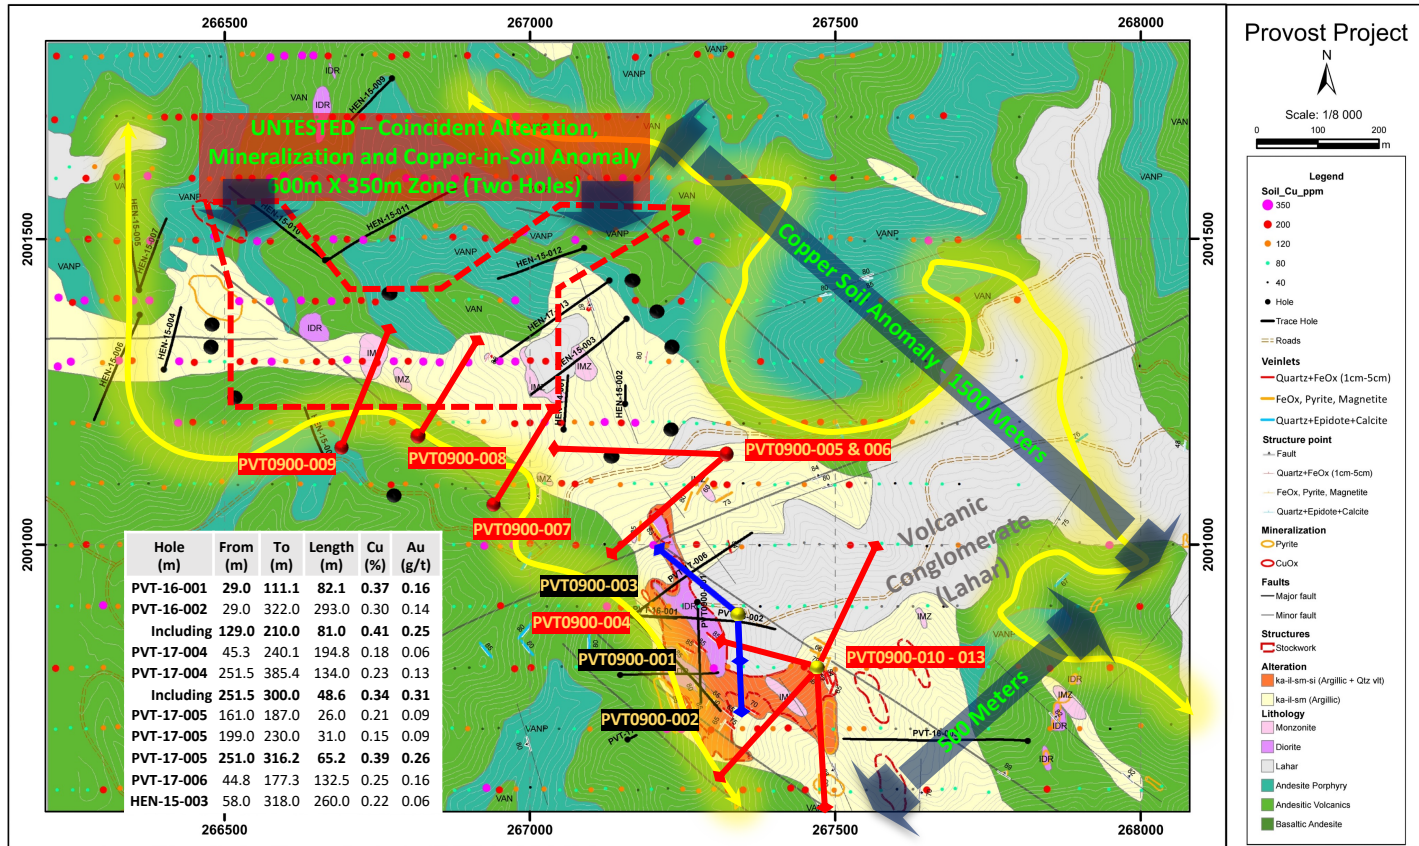 266500 267000 267500 268000
Provost Project
N
Scale: 1/8 000
0 100 200
m
UNTESTED – Coincident Alteration,
Mineralization and Copper-in-Soil Anomaly
600m X 350m Zone (Two Holes)
Copper Soil Anomaly - 1500 Meters
500 Meters
Volcanic
Conglomerate
(Lahar)
2001500
2001000
2001500
2001000
HEN-15-009
HEN-15-010
HEN-15-011
HEN-15-012
HEN-15-005
HEN-15-007
HEN-15-004
HEN-15-006
HEN-15-003
HEN-15-002
PVT-16-001
PVT0900-009
PVT0900-008
PVT0900-005 & 006
PVT0900-007
PVT0900-003
PVT0900-004
PVT0900-001
PVT0900-002
PVT0900-010 - 013
VANP
VAN
IDR
IMZ
Hole From To Length Cu Au
(m) (m) (m) (m) (%) (g/t)
PVT-16-001 29.0 111.1 82.1 0.37 0.16
PVT-16-002 29.0 322.0 293.0 0.30 0.14
Including 129.0 210.0 81.0 0.41 0.25
PVT-17-004 45.3 240.1 194.8 0.18 0.06
PVT-17-004 251.5 385.4 134.0 0.23 0.13
Including 251.5 300.0 48.6 0.34 0.31
PVT-17-005 161.0 187.0 26.0 0.21 0.09
PVT-17-005 199.0 230.0 31.0 0.15 0.09
PVT-17-005 251.0 316.2 65.2 0.39 0.26
PVT-17-006 44.8 177.3 132.5 0.25 0.16
HEN-15-003 58.0 318.0 260.0 0.22 0.06
266500 267000 267500 268000
Legend
Soil_Cu_ppm
350
200
120
80
40
Hole
Trace Hole
Roads
Veinlets
Quartz+FeOx (1cm-5cm)
FeOx, Pyrite, Magnetite
Quartz+Epidote+Calcite
Structure point
Fault
Quartz+FeOx (1cm-5cm)
FeOx, Pyrite, Magnetite
Quartz+Epidote+Calcite
Mineralization
Pyrite
CuOx
Faults
Major fault
Minor fault
Structures
Stockwork
Alteration
ka-il-sm-si (Argillic + Qtz vlt)
ka-il-sm (Argillic)
Lithology
Monzonite
Diorite
Lahar
Andesite Porphyry
Andesitic Volcanics
Basaltic Andesite